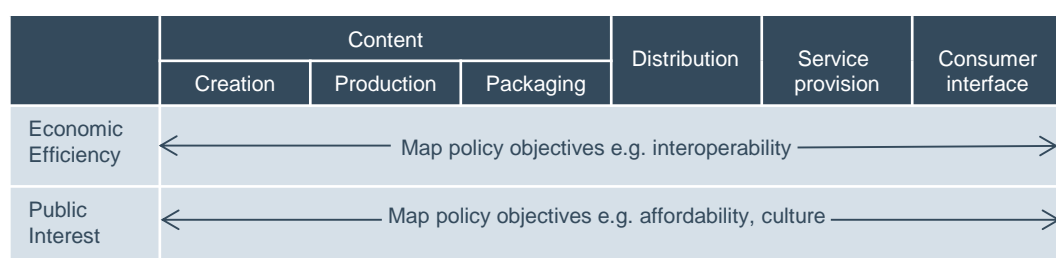 Content
Distribution
Service
provision
Consumer
interface
Creation
Production
Packaging
Economic
Efficiency
Map policy objectives e.g. interoperability
Public
Interest
Map policy objectives e.g. affordability, culture